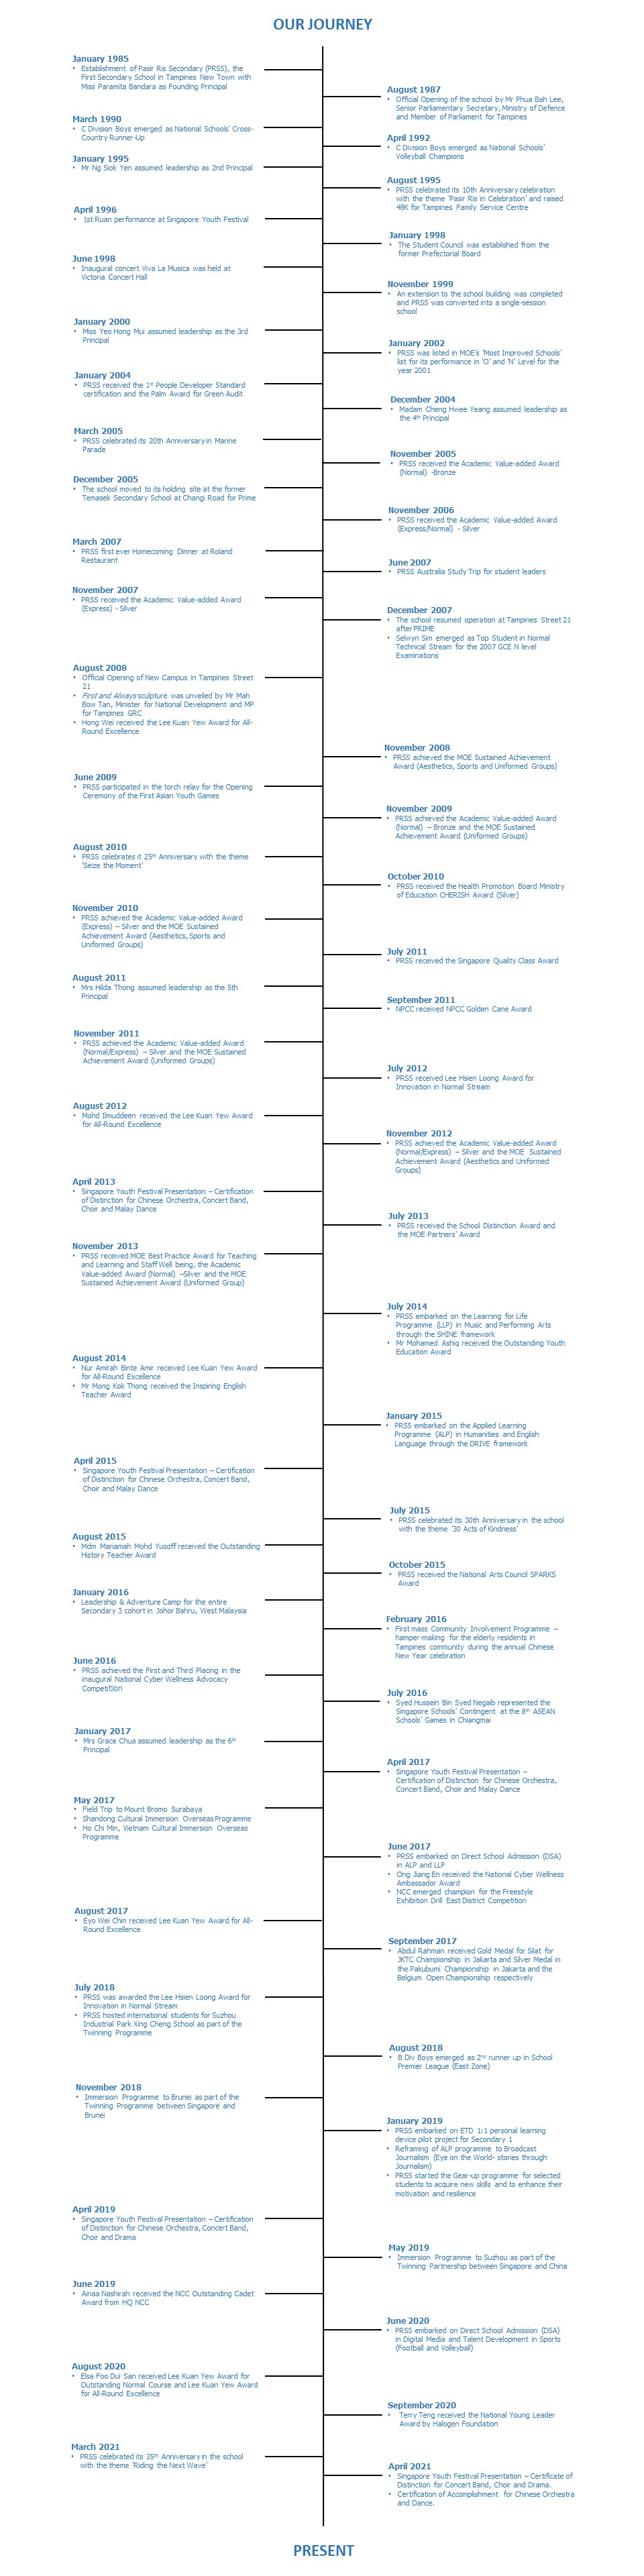 OUR JOURNEY
January 1985
• Establishment of Pasir Ris Secondary (PRSS), the
First Secondary School in Tampines New Town with
Miss Paramita Bandara as Founding Principal
August 1987
• Official Opening of the school by Mr Phua Bah Lee,
Senior Parliamentary Secretary, Ministry of Defence
and Member of Parliament for Tampines
March 1990
• C Division Boys emerged as National Schools' Cross-
Country Runner-Up
April 1992
• C Division Boys emerged as National Schools'
Volleyball Champions
January 1995
• Mr Ng Siok Yen assumed leadership as 2nd Principal
August 1995
• PRSS celebrated its 10th Anniversary celebration
with the theme 'Pasir Ris in Celebration' and raised
48K for Tampines Family Service Centre
April 1996
• 1st Ruan performance at Singapore Youth Festival
January 1998
• The Student Council was established from the
former Prefectorial Board
June 1998
• Inaugural concert Viva La Musica was held at
Victoria Concert Hall
November 1999
• An extension to the school building was completed
and PRSS was converted into a single-session
school
January 2000
• Miss Yeo Hong Mui assumed leadership as the 3rd
Principal
January 2002
• PRSS was listed in MOE's 'Most Improved Schools'
list for its performance in 'O' and 'N' Level for the
year 2001
January 2004
• PRSS received the 1st People Developer Standard
certification and the Palm Award for Green Audit
December 2004
• Madam Cheng Hwee Yeang assumed leadership as
the 4th Principal
March 2005
• PRSS celebrated its 20th Anniversary in Marine
Parade
November 2005
• PRSS received the Academic Value-added Award
(Normal) -Bronze
December 2005
• The school moved to its holding site at the former
Temasek Secondary School at Changi Road for Prime
November 2006
• PRSS received the Academic Value-added Award
(Express/Normal) - Silver
March 2007
• PRSS first ever Homecoming Dinner at Roland
Restaurant
June 2007
• PRSS Australia Study Trip for student leaders
November 2007
• PRSS received the Academic Value-added Award
(Express) - Silver
December 2007
• The school resumed operation at Tampines Street 21
after PRIME
• Selwyn Sim emerged as Top Student in Normal
Technical Stream for the 2007 GCE N level
Examinations
August 2008
• Official Opening of New Campus in Tampines Street
21
• First and Always sculpture was unveiled by Mr Mah
Bow Tan, Minister for National Development and MP
for Tampines GRC
• Hong Wei received the Lee Kuan Yew Award for All-
Round Excellence
November 2008
• PRSS achieved the MOE Sustained Achievement
Award (Aesthetics, Sports and Uniformed Groups)
June 2009
• PRSS participated in the torch relay for the Opening
Ceremony of the First Asian Youth Games
November 2009
• PRSS achieved the Academic Value-added Award
(Normal) – Bronze and the MOE Sustained
Achievement Award (Uniformed Groups)
August 2010
• PRSS celebrates it 25th Anniversary with the theme
'Seize the Moment'
October 2010
• PRSS received the Health Promotion Board Ministry
of Education CHERISH Award (Silver)
November 2010
• PRSS achieved the Academic Value-added Award
(Express) – Silver and the MOE Sustained
Achievement Award (Aesthetics, Sports and
Uniformed Groups)
July 2011
• PRSS received the Singapore Quality Class Award
August 2011
• Mrs Hilda Thong assumed leadership as the 5th
Principal
September 2011
• NPCC received NPCC Golden Cane Award
November 2011
• PRSS achieved the Academic Value-added Award
(Normal/Express) – Silver and the MOE Sustained
Achievement Award (Uniformed Groups)
July 2012
• PRSS received Lee Hsien Loong Award for
Innovation in Normal Stream
August 2012
• Mohd Ilmuddeen received the Lee Kuan Yew Award
for All-Round Excellence
November 2012
• PRSS achieved the Academic Value-added Award
(Normal/Express) – Silver and the MOE Sustained
Achievement Award (Aesthetics and Uniformed
Groups)
April 2013
• Singapore Youth Festival Presentation – Certification
of Distinction for Chinese Orchestra, Concert Band,
Choir and Malay Dance
July 2013
• PRSS received the School Distinction Award and
the MOE Partners' Award
November 2013
• PRSS received MOE Best Practice Award for Teaching
and Learning and Staff Well being, the Academic
Value-added Award (Normal) –Silver and the MOE
Sustained Achievement Award (Uniformed Group)
July 2014
• PRSS embarked on the Learning for Life
Programme (LLP) in Music and Performing Arts
through the SHINE framework
• Mr Mohamed Ashiq received the Outstanding Youth
Education Award
August 2014
• Nur Amirah Binte Amir received Lee Kuan Yew Award
for All-Round Excellence
• Mr Mong Kok Thong received the Inspiring English
Teacher Award
January 2015
• PRSS embarked on the Applied Learning
Programme (ALP) in Humanities and English
Language through the DRIVE framework
April 2015
• Singapore Youth Festival Presentation – Certification
of Distinction for Chinese Orchestra, Concert Band,
Choir and Malay Dance
July 2015
• PRSS celebrated its 30th Anniversary in the school
with the theme '30 Acts of Kindness'
August 2015
• Mdm Mariamah Mohd Yusoff received the Outstanding
History Teacher Award
October 2015
• PRSS received the National Arts Council SPARKS
Award
January 2016
• Leadership & Adventure Camp for the entire
Secondary 3 cohort in Johor Bahru, West Malaysia
February 2016
• First mass Community Involvement Programme –
hamper-making for the elderly residents in
Tampines community during the annual Chinese
New Year celebration
June 2016
• PRSS achieved the First and Third Placing in the
inaugural National Cyber Wellness Advocacy
Competition
July 2016
• Syed Hussein Bin Syed Negaib represented the
Singapore Schools' Contingent at the 8th ASEAN
Schools' Games in Chiangmai
January 2017
• Mrs Grace Chua assumed leadership as the 6th
Principal
April 2017
• Singapore Youth Festival Presentation –
Certification of Distinction for Chinese Orchestra,
Concert Band, Choir and Malay Dance
May 2017
• Field Trip to Mount Bromo Surabaya
• Shandong Cultural Immersion Overseas Programme
• Ho Chi Min, Vietnam Cultural Immersion Overseas
Programme
June 2017
• PRSS embarked on Direct School Admission (DSA)
in ALP and LLP
• Ong Jiang En received the National Cyber Wellness
Ambassador Award
• NCC emerged champion for the Freestyle
Exhibition Drill East District Competition
August 2017
• Eyo Wei Chin received Lee Kuan Yew Award for All-
Round Excellence
September 2017
• Abdul Rahman received Gold Medal for Silat for
JKTC Championship in Jakarta and Silver Medal in
the Pakubumi Championship in Jakarta and the
Belgium Open Championship respectively
July 2018
• PRSS was awarded the Lee Hsien Loong Award for
Innovation in Normal Stream
• PRSS hosted international students for Suzhou
Industrial Park Xing Cheng School as part of the
Twinning Programme
August 2018
• B Div Boys emerged as 2nd runner up in School
Premier League (East Zone)
November 2018
• Immersion Programme to Brunei as part of the
Twinning Programme between Singapore and
Brunei
January 2019
• PRSS embarked on ETD 1:1 personal learning
device pilot project for Secondary 1
• Reframing of ALP programme to Broadcast
Journalism (Eye on the World- stories through
Journalism)
• PRSS started the Gear-up programme for selected
students to acquire new skills and to enhance their
motivation and resilience
April 2019
• Singapore Youth Festival Presentation – Certification
of Distinction for Chinese Orchestra, Concert Band,
Choir and Drama
May 2019
• Immersion Programme to Suzhou as part of the
Twinning Partnership between Singapore and China
June 2019
• Ainaa Nashirah received the NCC Outstanding Cadet
Award from HQ NCC
June 2020
• PRSS embarked on Direct School Admission (DSA)
in Digital Media and Talent Development in Sports
(Football and Volleyball)
August 2020
• Elsa Foo Dui San received Lee Kuan Yew Award for
Outstanding Normal Course and Lee Kuan Yew Award
for All-Round Excellence
September 2020
• Terry Teng received the National Young Leader
Award by Halogen Foundation
March 2021
• PRSS celebrated its 35th Anniversary in the school
with the theme 'Riding the Next Wave'
April 2021
• Singapore Youth Festival Presentation – Certificate of
Distinction for Concert Band, Choir and Drama.
• Certification of Accomplishment for Chinese Orchestra
and Dance.
PRESENT